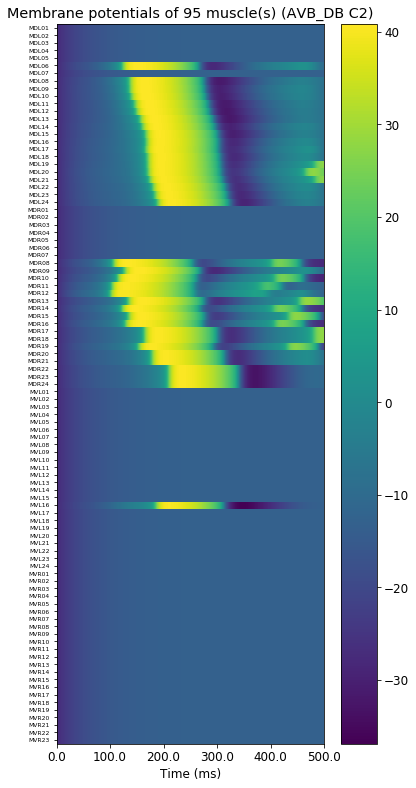 Membrane potentials of 95 muscle(s) (AVB_DB C2)
MDL01
MDL02
MDL03
MDL04
MDL05
MDL06
MDL07
MDL08
MDL09
MDL10
MDL11
MDL12
MDL13
MDL14
MDL15
MDL16
MDL17
MDL18
MDL19
MDL20
MDL21
MDL22
MDL23
MDL24
MDR01
MDR02
MDR03
MDR04
MDR05
MDR06
MDR07
MDR08
MDR09
MDR10
MDR11
MDR12
MDR13
MDR14
MDR15
MDR16
MDR17
MDR18
MDR19
MDR20
MDR21
MDR22
MDR23
MDR24
MVL01
MVL02
MVL03
MVL04
MVL05
MVL06
MVL07
MVL08
MVL09
MVL10
MVL11
MVL12
MVL13
MVL14
MVL15
MVL16
MVL17
MVL18
MVL19
MVL20
MVL21
MVL22
MVL23
MVL24
MVR01
MVR02
MVR03
MVR04
MVR05
MVR06
MVR07
MVR08
MVR09
MVR10
MVR11
MVR12
MVR13
MVR14
MVR15
MVR16
MVR17
MVR18
MVR19
MVR20
MVR21
MVR22
MVR23
0.0 100.0 200.0 300.0 400.0 500.0
Time (ms)
40
30
20
10
0
−10
−20
−30